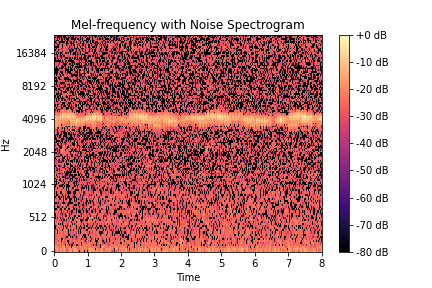 Mel-frequency with Noise Spectrogram
Hz
16384
8192
4096
2048
1024
512
0
0 1 2 3 4 5 6 7 8
Time
+0 dB
-10 dB
-20 dB
-30 dB
-40 dB
-50 dB
-60 dB
-70 dB
-80 dB